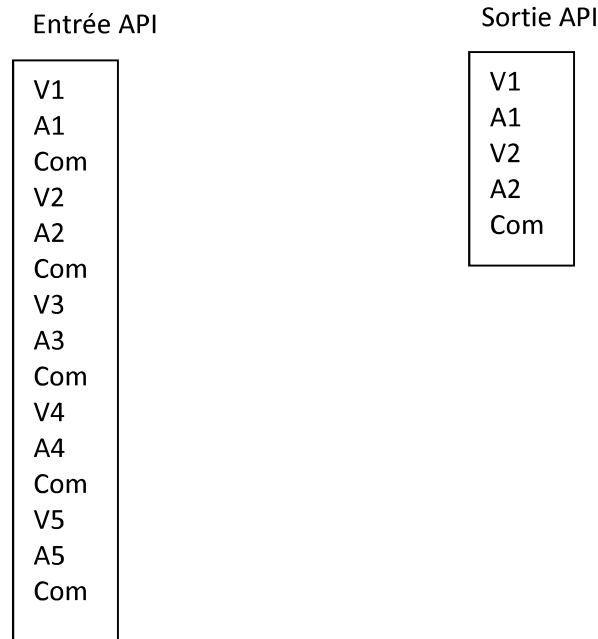 Entrée API
V1
A1
Com
V2
A2
Com
V3
A3
Com
V4
A4
Com
V5
A5
Com
Sortie API
V1
A1
V2
A2
Com